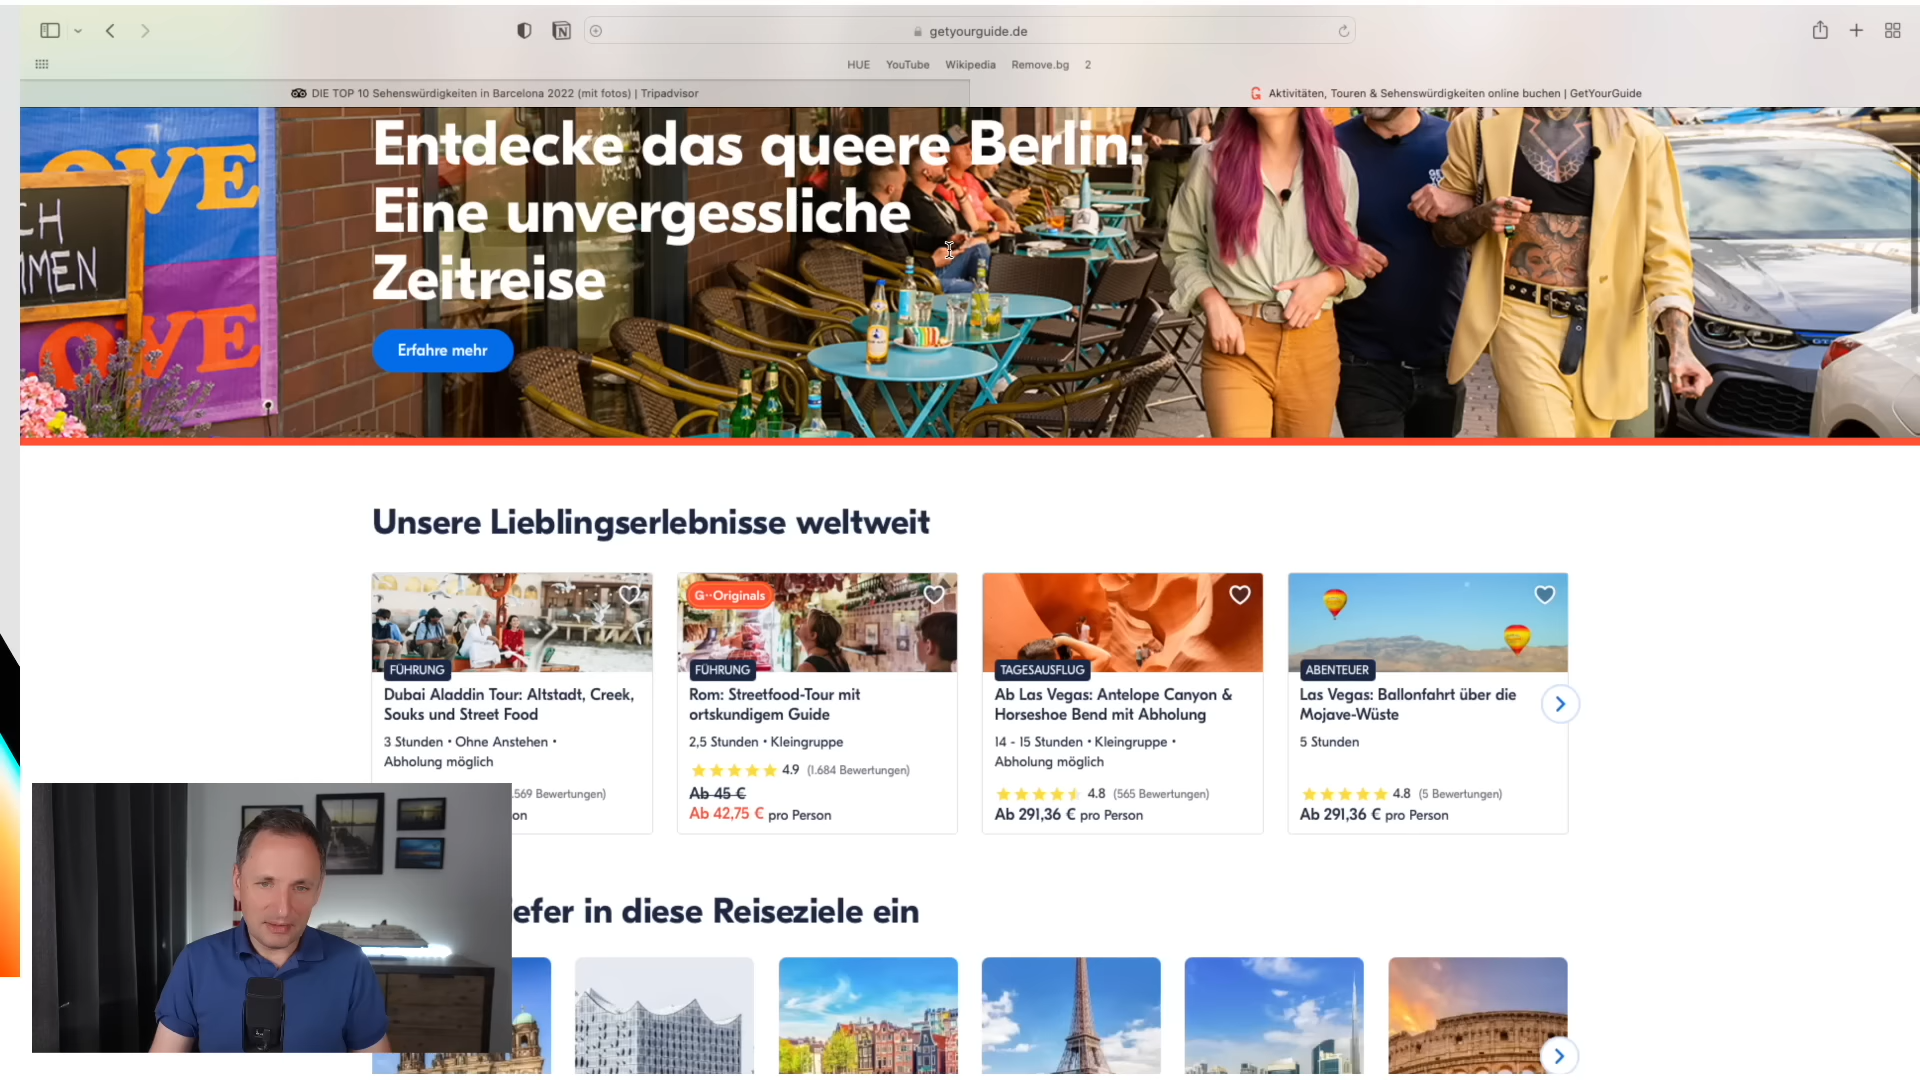 getyourguide.de
HUE YouTube Wikipedia Remove.bg 2
DIE TOP 10 Sehenswürdigkeiten in Barcelona 2022 (mit fotos) | Tripadvisor
Aktivitäten, Touren & Sehenswürdigkeiten online buchen | GetYourGuide
OVE
CH
MMEN
OVE
Entdecke das queere Berlin:
Eine unvergessliche
Zeitreise
Erfahre mehr
Unsere Lieblingserlebnisse weltweit
FÜHRUNG
Dubai Aladdin Tour: Altstadt, Creek,
Souks und Street Food
3 Stunden • Ohne Anstehen •
Abholung möglich
.569 Bewertungen)
on
G Originals
FÜHRUNG
Rom: Streetfood-Tour mit
ortskundigem Guide
2,5 Stunden • Kleingruppe
4.9 (1.684 Bewertungen)
Ab 45 €
Ab 42,75 € pro Person
TAGESAUSFLUG
Ab Las Vegas: Antelope Canyon &
Horseshoe Bend mit Abholung
14 - 15 Stunden • Kleingruppe •
Abholung möglich
4.8 (565 Bewertungen)
Ab 291,36 € pro Person
ABENTEUER
Las Vegas: Ballonfahrt über die
Mojave-Wüste
5 Stunden
4.8 (5 Bewertungen)
Ab 291,36 € pro Person
iefer in diese Reiseziele ein